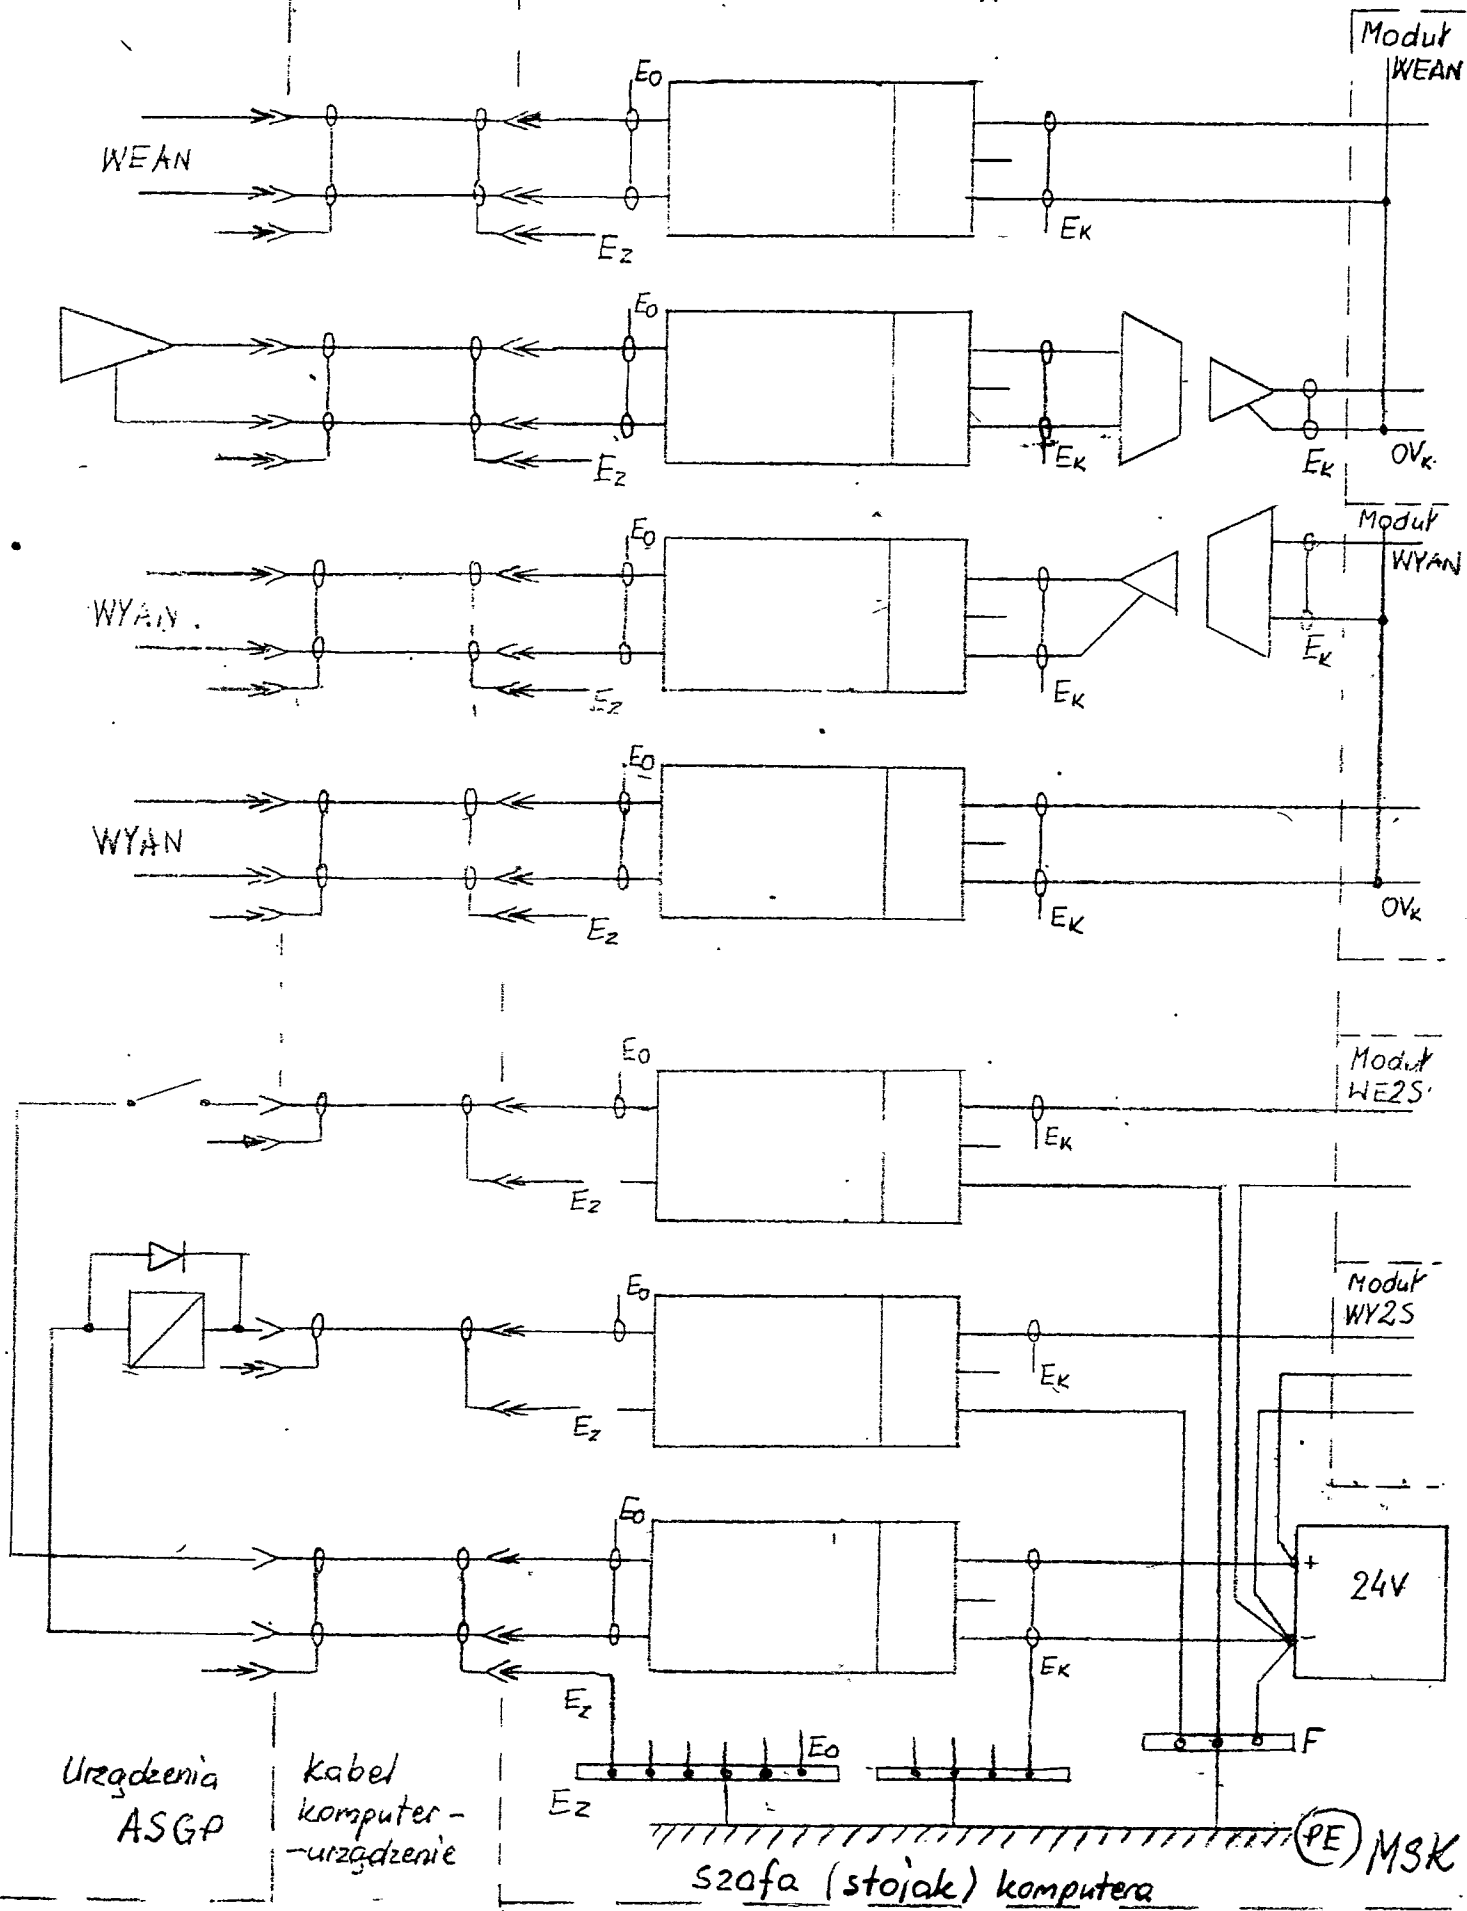 Moduł
WEAN
E0
WEAN
Ez
EK
E0
Ez
EK
EK
OVK
Moduł
WYAN
E0
WYAN
Ez
EK
EK
E0
WYAN
Ez
EK
OVK
E0
Moduł
WE2S
EK
Ez
E0
Moduł
WY2S
EK
Ez
E0
+
24V
-
EK
Ez
F
E0
Ez
Urządzenia
ASGP
Kabel
komputer-
-urządzenie
PE
MSK
szafa (stojak) komputera